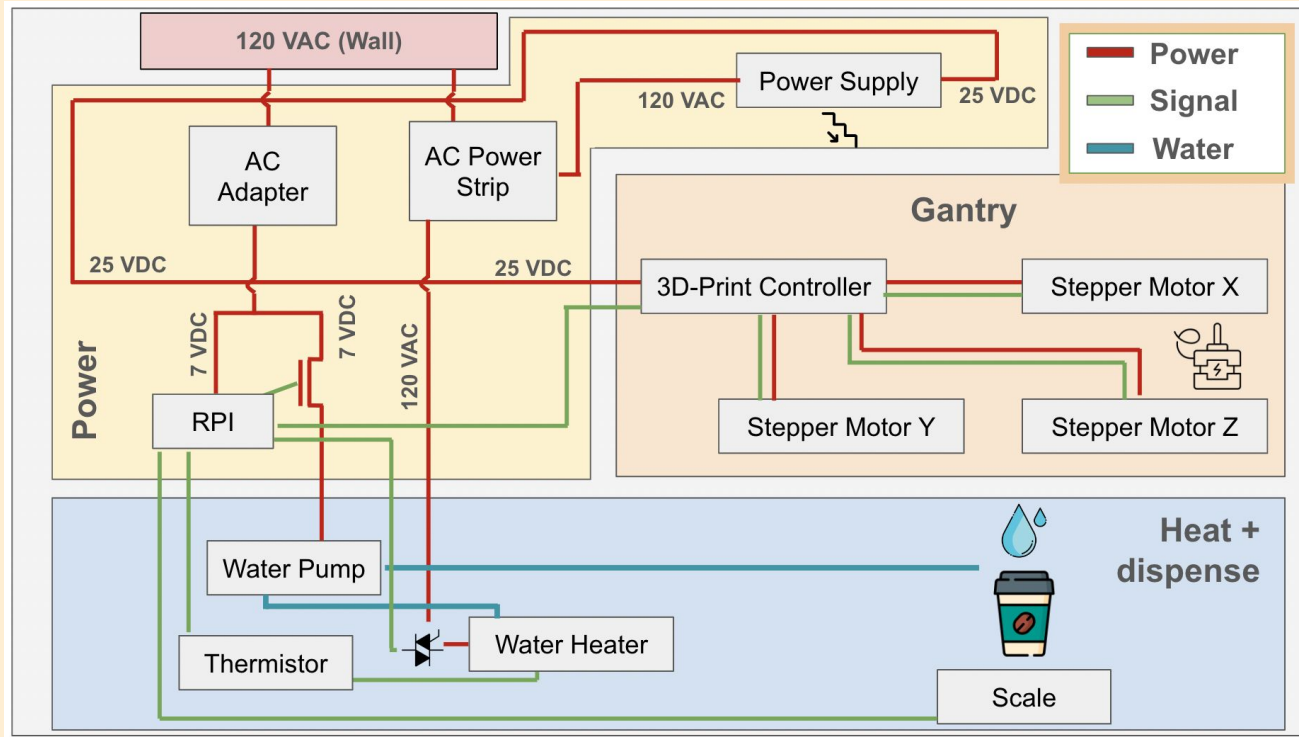 120 VAC (Wall)
Power Supply
120 VAC
25 VDC
Power
Signal
Water
AC
Adapter
AC Power
Strip
Gantry
25 VDC
25 VDC
3D-Print Controller
Stepper Motor X
7 VDC
7 VDC
120 VAC
Power
RPI
Stepper Motor Y
Stepper Motor Z
Heat +
dispense
Water Pump
Water Heater
Thermistor
Scale